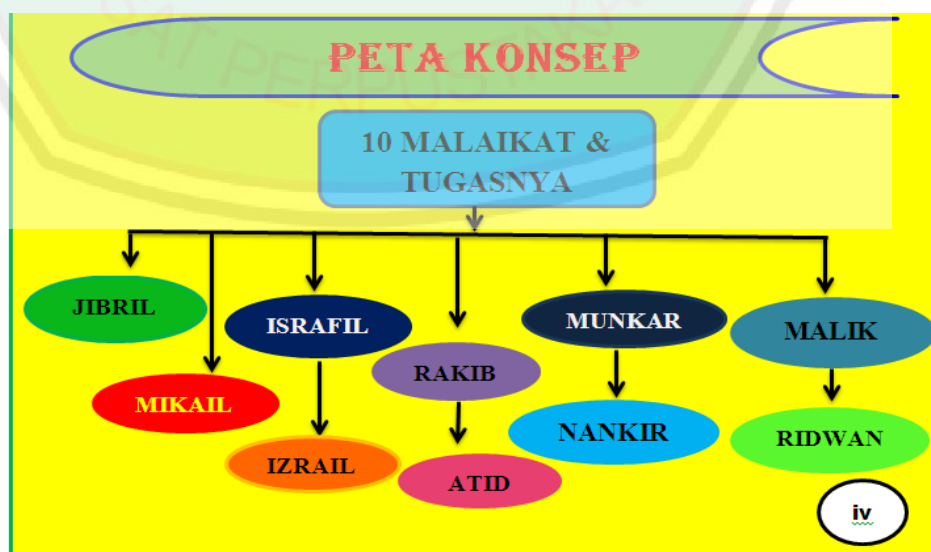 PETA KONSEP
10 MALAIKAT &
TUGASNYA
JIBRIL
MIKAIL
ISRAFIL
IZRAIL
RAKIB
ATID
MUNKAR
NANKIR
MALIK
RIDWAN
iv